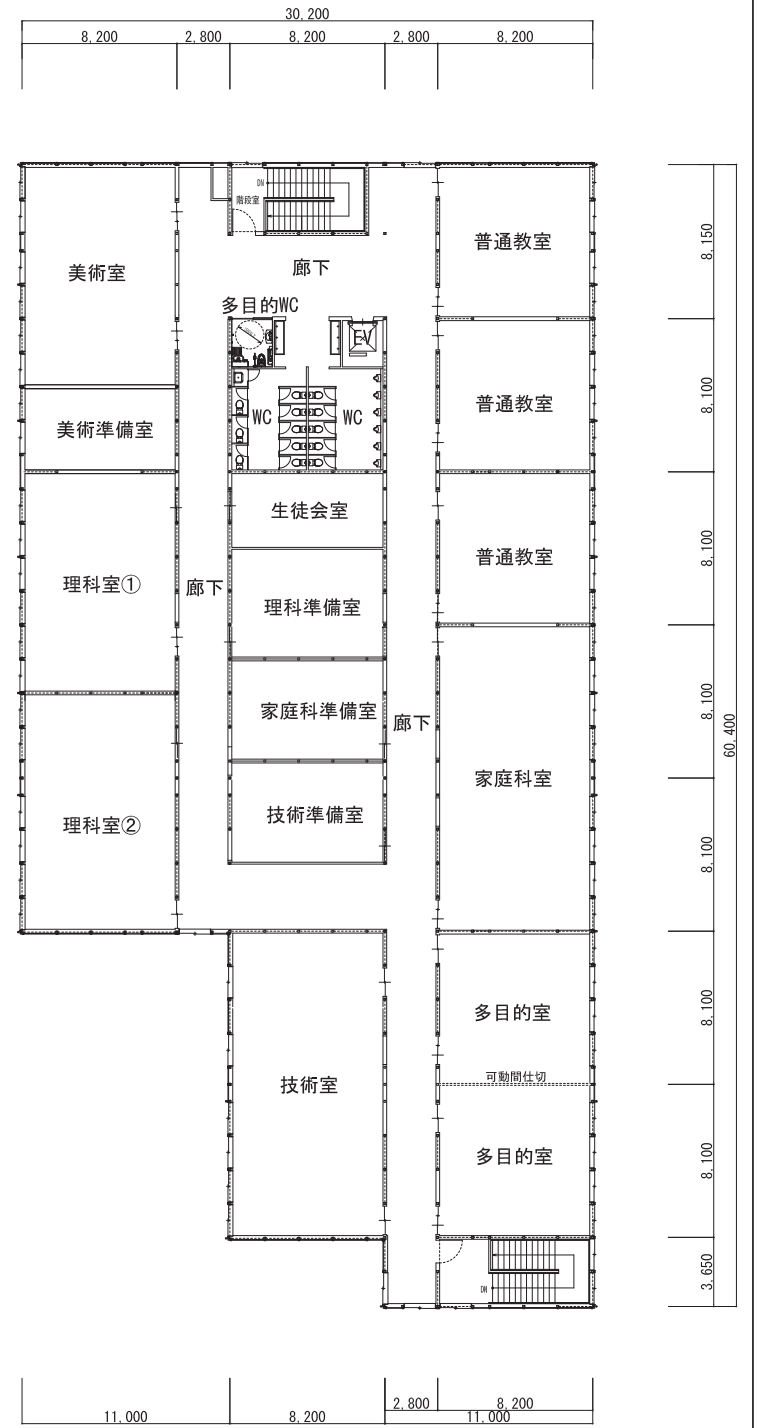 30,200
8,200
2,800
8,200
2,800
8,200
DN
階段室
普通教室
8,150
美術室
廊下
多目的WC
EV
普通教室
8,100
WC
WC
美術準備室
生徒会室
普通教室
8,100
理科室①
廊下
理科準備室
家庭科準備室
廊下
8,100
60,400
家庭科室
技術準備室
理科室②
8,100
多目的室
8,100
可動間仕切
技術室
多目的室
8,100
DN
3,650
2,800
8,200
11,000
8,200
11,000